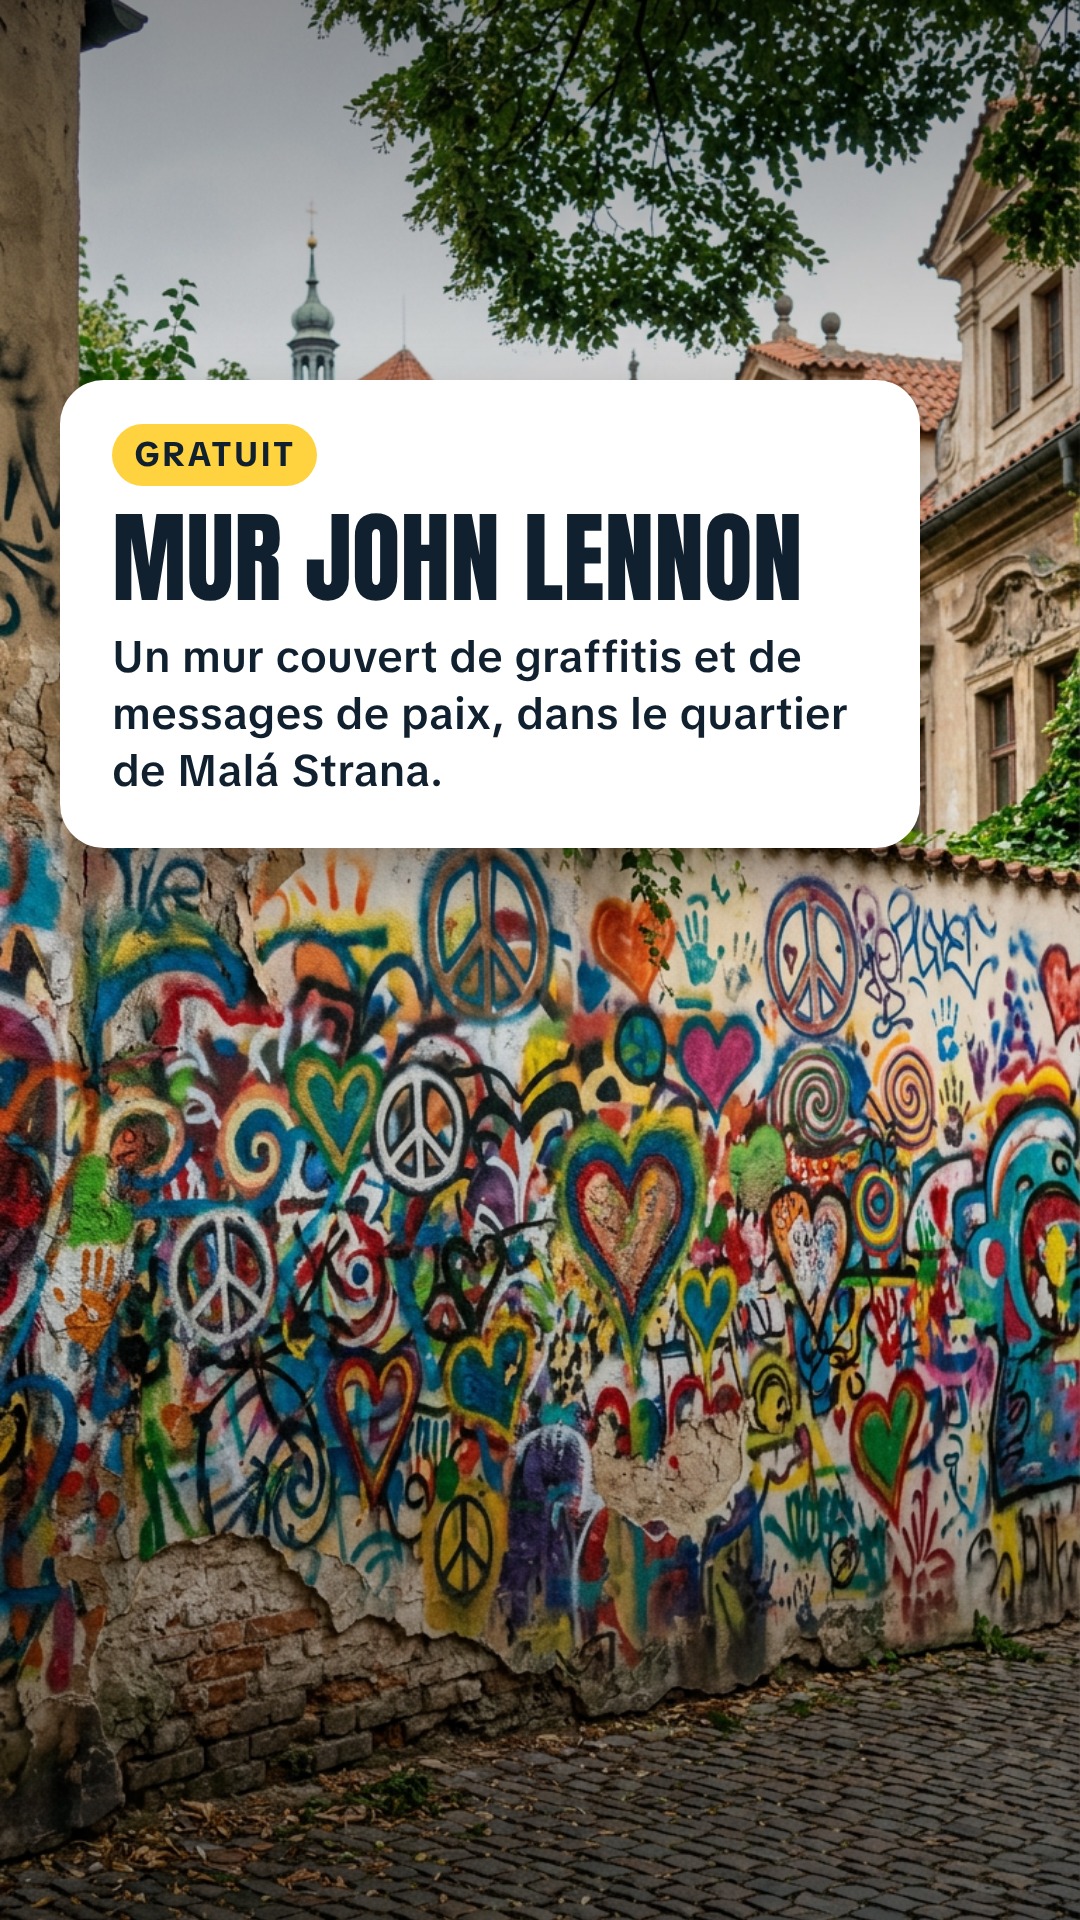 GRATUIT
MUR JOHN LENNON
Un mur couvert de graffitis et de
messages de paix, dans le quartier
de Malá Strana.